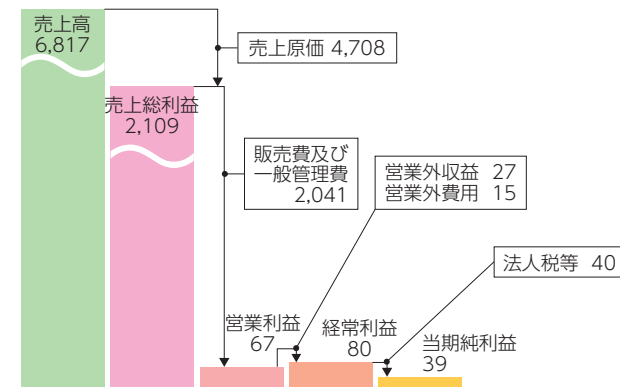 売上高
6,817
売上原価 4,708
売上総利益
2,109
販売費及び
一般管理費
2,041
営業外収益 27
営業外費用 15
法人税等 40
営業利益
67
経常利益
80
当期純利益
39